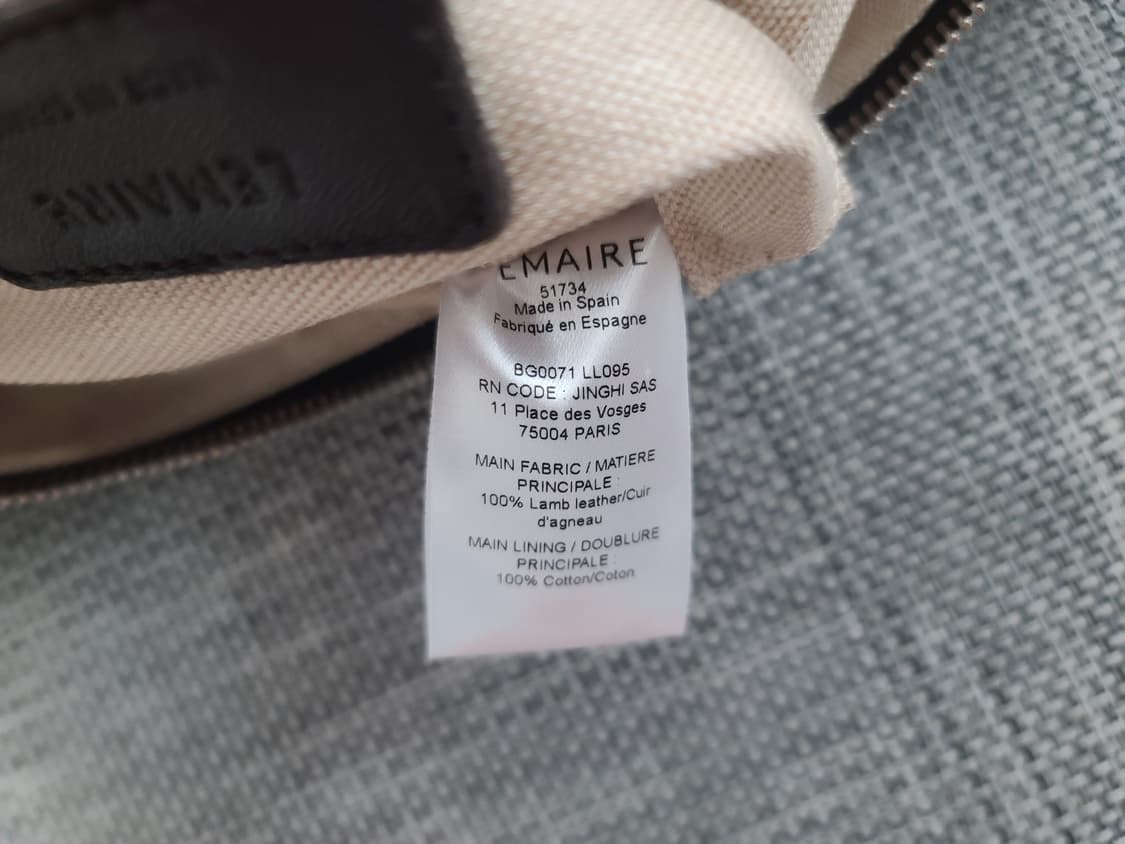 LEMAIRE
LEMAIRE
51734
Made in Spain
Fabriqué en Espagne
BG0071 LL095
RN CODE : JINGHI SAS
11 Place des Vosges
75004 PARIS
MAIN FABRIC / MATIERE
PRINCIPALE :
100% Lamb leather/Cuir
d'agneau
MAIN LINING / DOUBLURE
PRINCIPALE :
100% Cotton/Coton